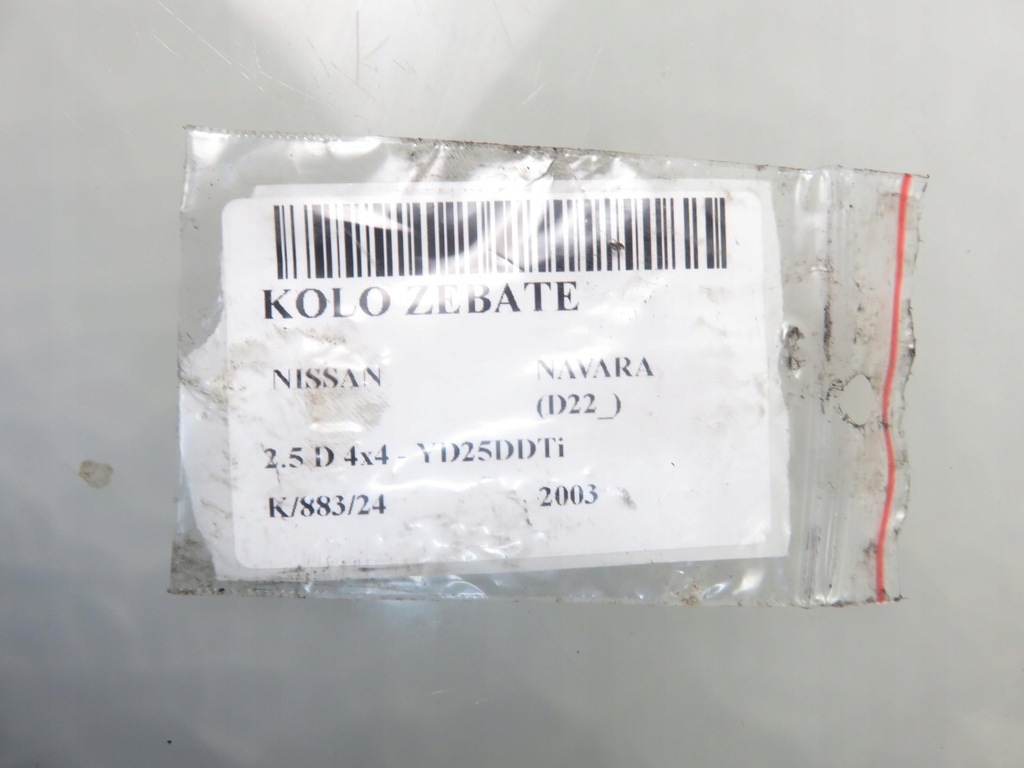 KOLO ZEBATE
NISSAN NAVARA
(D22_)
2.5 D 4x4 - YD25DDTi
K/883/24 2003